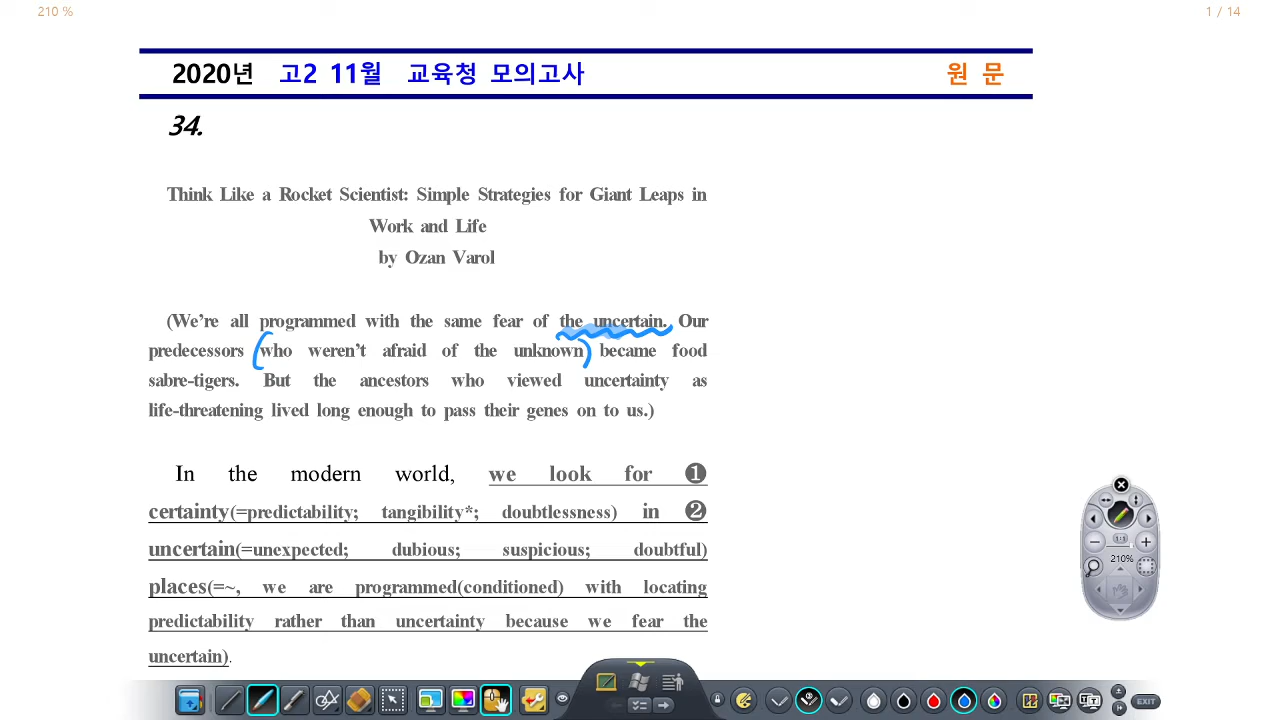 210 %
1 / 14
2020년 고2 11월 교육청 모의고사 원 문
34.
Think Like a Rocket Scientist: Simple Strategies for Giant Leaps in
Work and Life
by Ozan Varol
(We're all programmed with the same fear of the uncertain. Our
predecessors who weren't afraid of the unknown became food
sabre-tigers. But the ancestors who viewed uncertainty as
life-threatening lived long enough to pass their genes on to us.)
In the modern world, we look for ❶
certainty(=predictability; tangibility*; doubtlessness) in ❷
uncertain(=unexpected; dubious; suspicious; doubtful)
places(=~, we are programmed(conditioned) with locating
predictability rather than uncertainty because we fear the
uncertain).
1:1
210%
EXIT